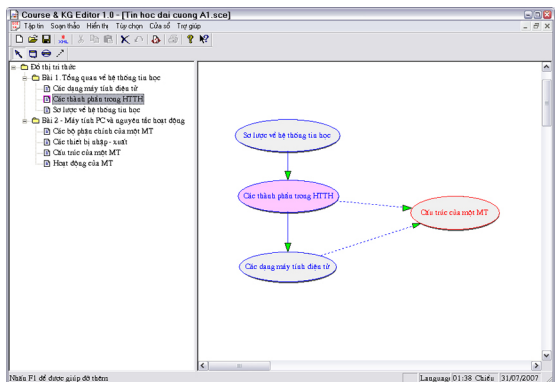 Course & KG Editor 1.0 - [Tin hoc dai cuong A1.sce]
Tập tin Soạn thảo Hiển thị Tùy chọn Cửa sổ Trợ giúp
XML
Đồ thị tri thức
Bài 1. Tổng quan về hệ thống tin học
Các dạng máy tính điện tử
Các thành phần trong HTTH
Sơ lược về hệ thống tin học
Bài 2 - Máy tính PC và nguyên tắc hoạt động
Các bộ phận chính của một MT
Các thiết bị nhập - xuất
Cấu trúc của một MT
Hoạt động của MT
Sơ lược về hệ thống tin học
Các thành phần trong HTTH
Cấu trúc của một MT
Các dạng máy tính điện tử
Nhấn F1 để được giúp đỡ thêm
Languag 01:38 Chiều 31/07/2007